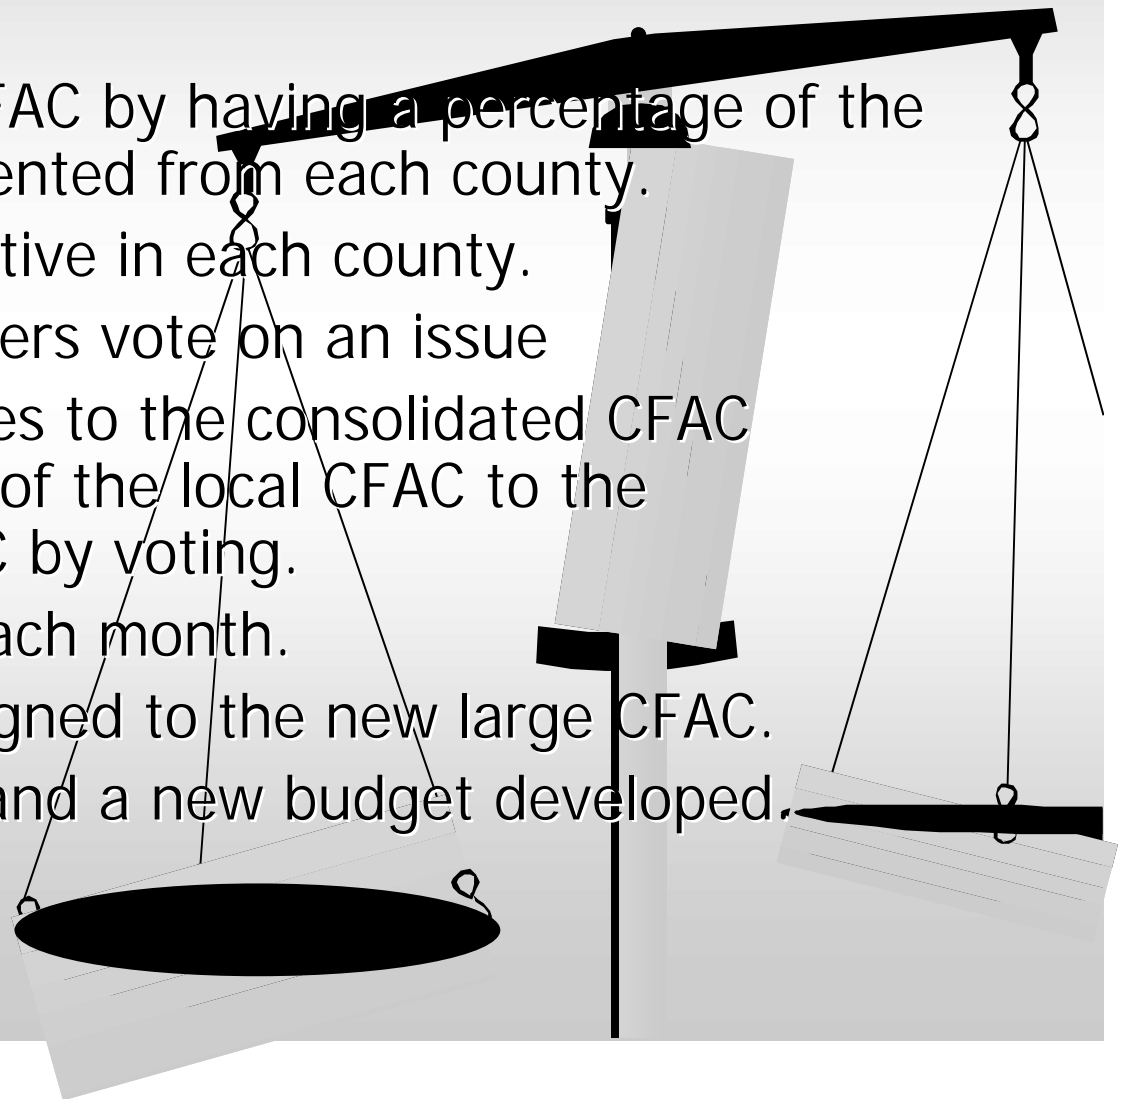 FAC by having a percentage of the
ented from each county.
tive in each county.
ers vote on an issue
es to the consolidated CFAC
of the local CFAC to the
C by voting.
ach month.
gned to the new large CFAC.
and a new budget developed.